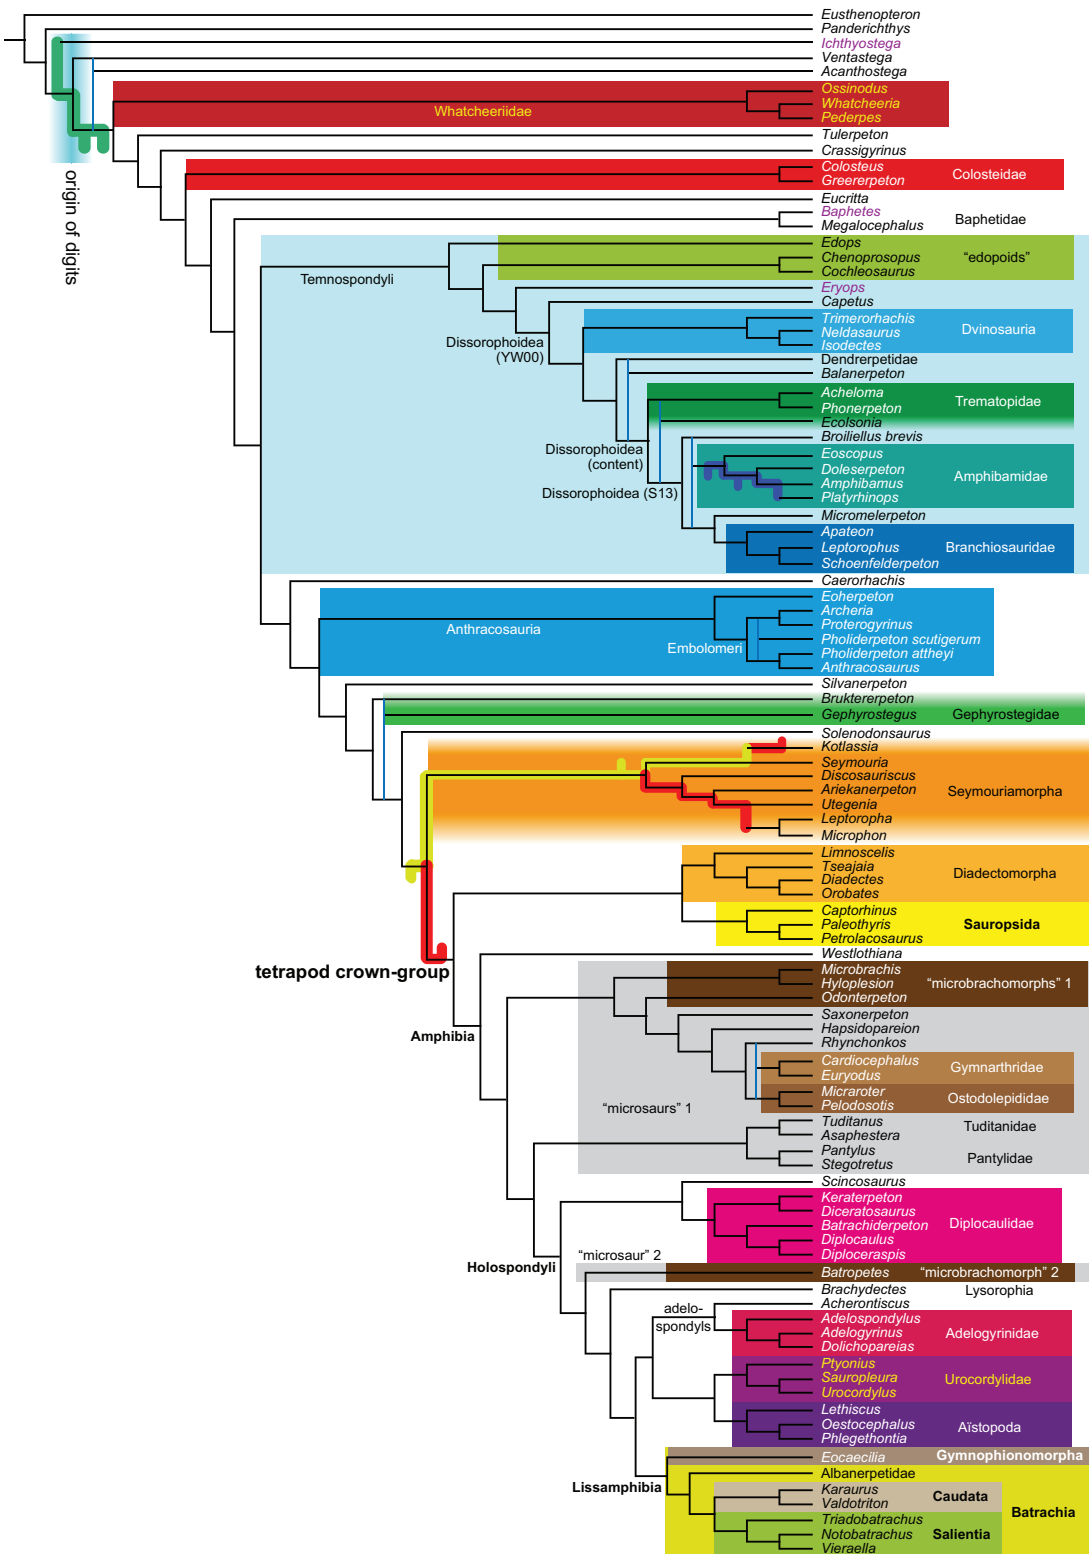 Eusthenopteron
Panderichthys
Ichthyostega
Ventastega
Acanthostega
Ossinodus
Whatcheeriidae
Whatcheeria
Pederpes
Tulerpeton
Crassigyrinus
Colosteus
Colosteidae
Greererpeton
origin of digits
Eucritta
Baphetes
Baphetidae
Megalocephalus
Edops
Chenoprosopus
"edopoids"
Cochleosaurus
Temnospondyli
Eryops
Capetus
Trimerorhachis
Dvinosauria
Neldasaurus
Isodectes
Dissorophoidea
(YW00)
Dendrerpetidae
Balanerpeton
Acheloma
Trematopidae
Phonerpeton
Ecolsonia
Broiliellus brevis
Dissorophoidea
(content)
Eoscopus
Doleserpeton
Amphibamidae
Amphibamus
Dissorophoidea (S13)
Platyrhinops
Micromelerpeton
Apateon
Leptorophus
Branchiosauridae
Schoenfelderpeton
Caerorhachis
Eoherpeton
Archeria
Anthracosauria
Proterogyrinus
Pholiderpeton scutigerum
Embolomeri
Pholiderpeton attheyi
Anthracosaurus
Silvanerpeton
Bruktererpeton
Gephyrostegus
Gephyrostegidae
Solenodonsaurus
Kotlassia
Seymouria
Discosauriscus
Ariekanerpeton
Seymouriamorpha
Utegenia
Leptoropha
Microphon
Limnoscelis
Tseajaia
Diadectomorpha
Diadectes
Orobates
Captorhinus
Paleothyris
Sauropsida
Petrolacosaurus
Westlothiana
tetrapod crown-group
Microbrachis
Hyloplesion
"microbrachomorphs" 1
Odonterpeton
Saxonerpeton
Hapsidopareion
Amphibia
Rhynchonkos
Cardiocephalus
Gymnarthridae
Euryodus
Micraroter
Ostodolepididae
Pelodosotis
"microsaurs" 1
Tuditanus
Tuditanidae
Asaphestera
Pantylus
Pantylidae
Stegotretus
Scincosaurus
Keraterpeton
Diceratosaurus
Diplocaulidae
Batrachiderpeton
Diplocaulus
Diploceraspis
"microsaur" 2
Holospondyli
Batropetes
"microbrachomorph" 2
Brachydectes
Lysorophia
Acherontiscus
adelo-
spondyls
Adelospondylus
Adelogyrinus
Adelogyrinidae
Dolichopareias
Ptyonius
Sauropleura
Urocordylidae
Urocordylus
Lethiscus
Oestocephalus
Aïstopoda
Phlegethontia
Eocaecilia
Gymnophionomorpha
Albanerpetidae
Lissamphibia
Karaurus
Caudata
Valdotriton
Batrachia
Triadobatrachus
Notobatrachus
Salientia
Vieraella